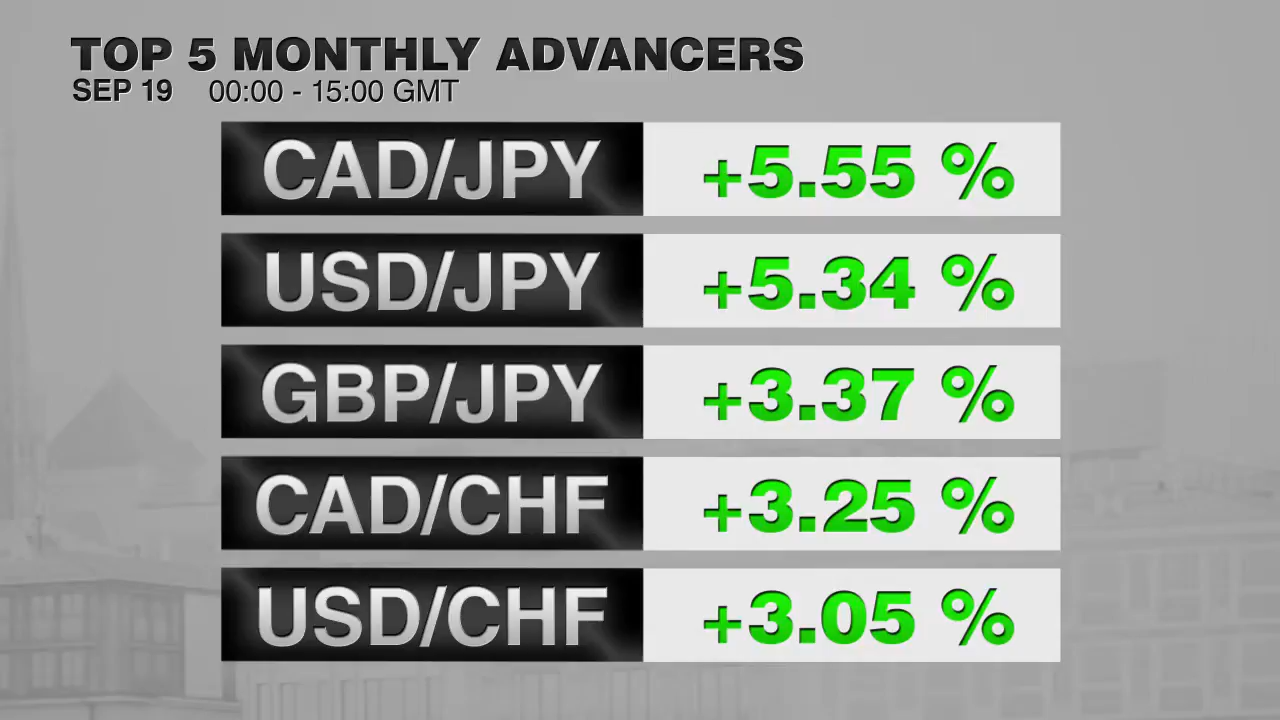 TOP 5 MONTHLY ADVANCERS
SEP 19 00:00 - 15:00 GMT
CAD/JPY +5.55 %
USD/JPY +5.34 %
GBP/JPY +3.37 %
CAD/CHF +3.25 %
USD/CHF +3.05 %